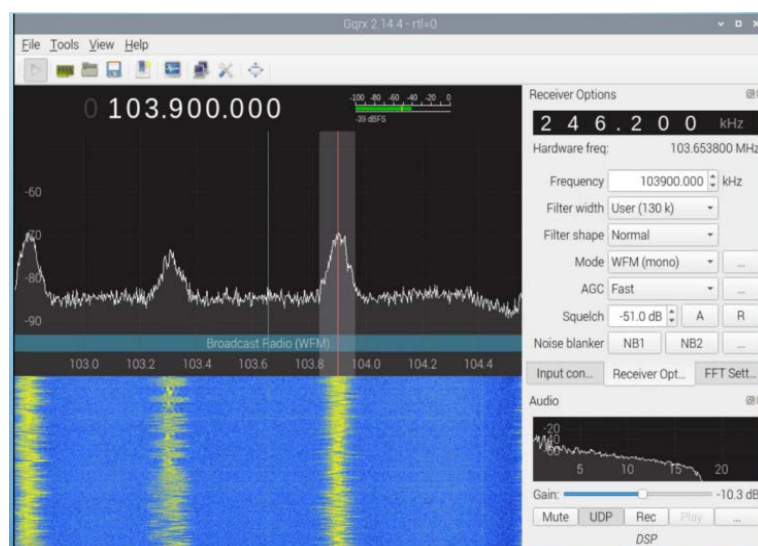 Gqrx 2.14.4 - rtl=0
File Tools View Help
0 103.900.000
-100 -80 -60 -40 -20 0
-39 dBFS
-60
-70
-80
-90
Broadcast Radio (WFM)
103.0 103.2 103.4 103.6 103.8 104.0 104.2 104.4
Receiver Options
246.200 kHz
Hardware freq: 103.653800 MHz
Frequency 103900.000 kHz
Filter width User (130 k)
Filter shape Normal
Mode WFM (mono) ...
AGC Fast ...
Squelch -51.0 dB A R
Noise blanker NB1 NB2 ...
Input con... Receiver Opt... FFT Sett...
Audio
-20
-40
-60
5 10 15 20
Gain: -10.3 dB
Mute UDP Rec Play ...
DSP